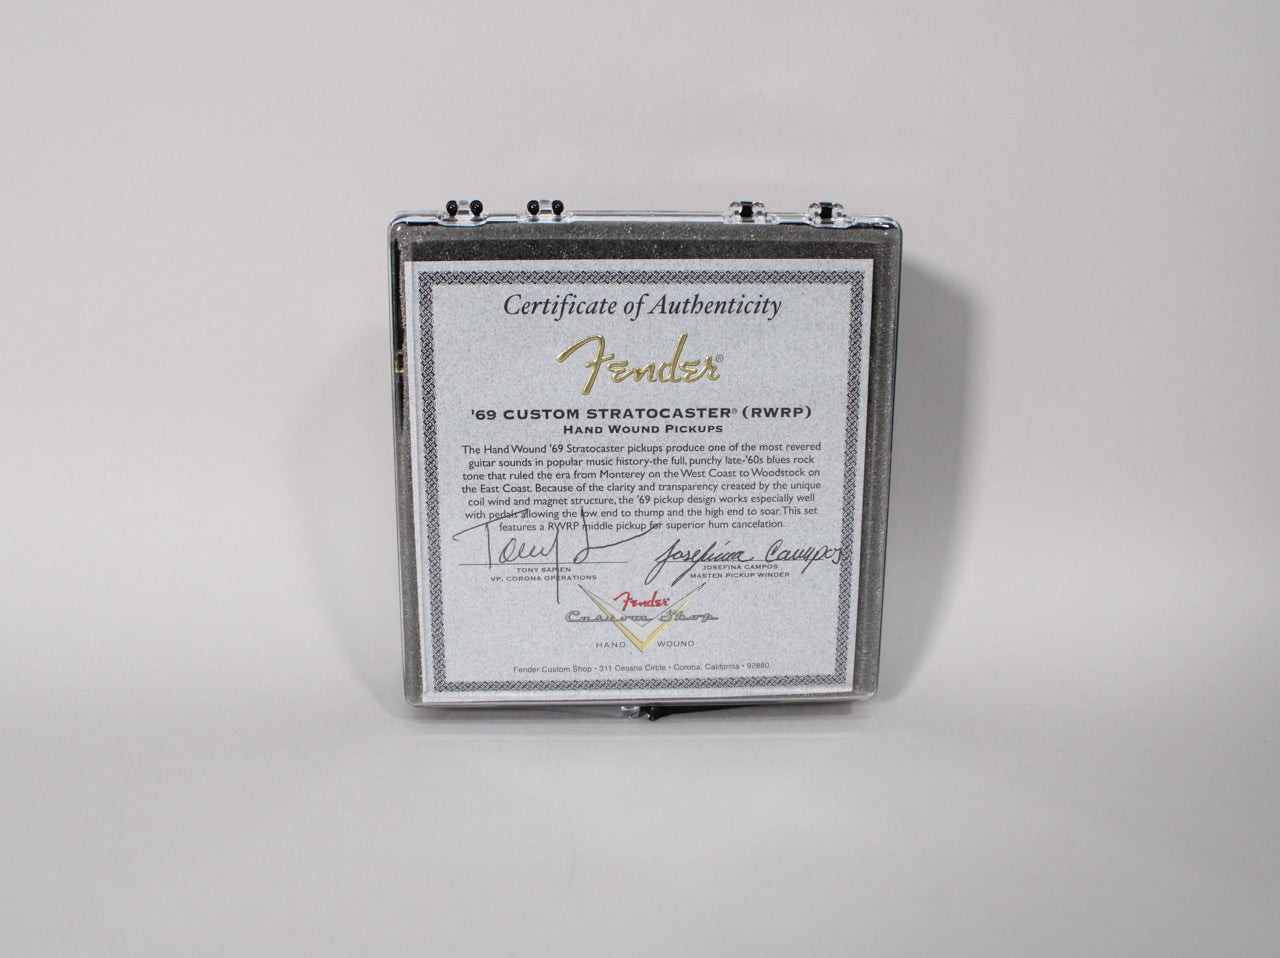 Certificate of Authenticity
Fender®
'69 CUSTOM STRATOCASTER® (RWRP)
HAND WOUND PICKUPS
The Hand Wound '69 Stratocaster pickups produce one of the most revered
guitar sounds in popular music history-the full, punchy late-'60s blues rock
tone that ruled the era from Monterey on the West Coast to Woodstock on
the East Coast. Because of the clarity and transparency created by the unique
coil wind and magnet structure, the '69 pickup design works especially well
with pedals allowing the low end to thump and the high end to soar. This set
features a RWRP middle pickup for superior hum cancelation.
Tony S Josefina Campos
TONY SAPIEN JOSEFINA CAMPOS
VP, CORONA OPERATIONS MASTER PICKUP WINDER
Fender
Custom Shop
HAND WOUND
Fender Custom Shop • 311 Cessna Circle • Corona, California • 92880